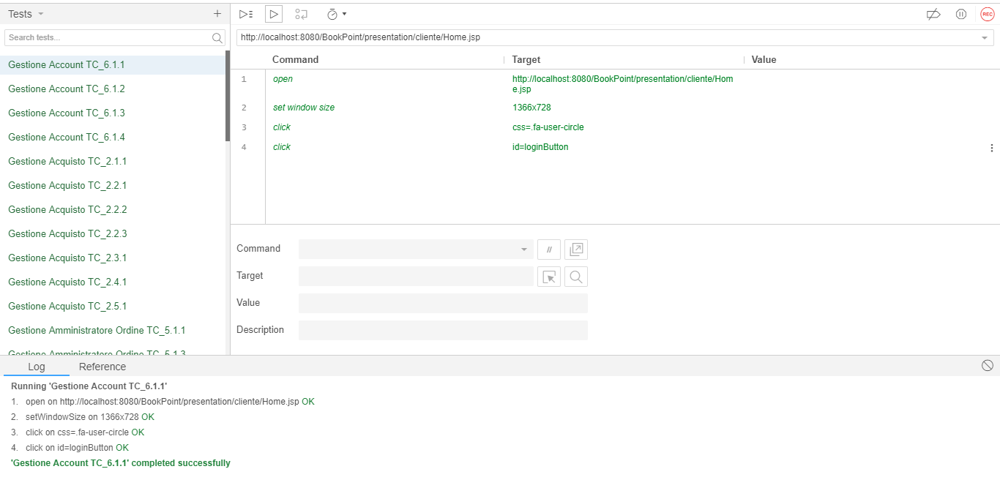 Tests
+
REC
Search tests...
http://localhost:8080/BookPoint/presentation/cliente/Home.jsp
Command Target Value
Gestione Account TC_6.1.1
Gestione Account TC_6.1.2
Gestione Account TC_6.1.3
Gestione Account TC_6.1.4
Gestione Acquisto TC_2.1.1
Gestione Acquisto TC_2.2.1
Gestione Acquisto TC_2.2.2
Gestione Acquisto TC_2.2.3
Gestione Acquisto TC_2.3.1
Gestione Acquisto TC_2.4.1
Gestione Acquisto TC_2.5.1
Gestione Amministratore Ordine TC_5.1.1
Gestione Amministratore Ordine TC_5.1.3
1 open http://localhost:8080/BookPoint/presentation/cliente/Hom
e.jsp
2 set window size 1366x728
3 click css=.fa-user-circle
4 click id=loginButton
Command //
Target
Value
Description
Log Reference
Running 'Gestione Account TC_6.1.1'
1. open on http://localhost:8080/BookPoint/presentation/cliente/Home.jsp OK
2. setWindowSize on 1366x728 OK
3. click on css=.fa-user-circle OK
4. click on id=loginButton OK
'Gestione Account TC_6.1.1' completed successfully